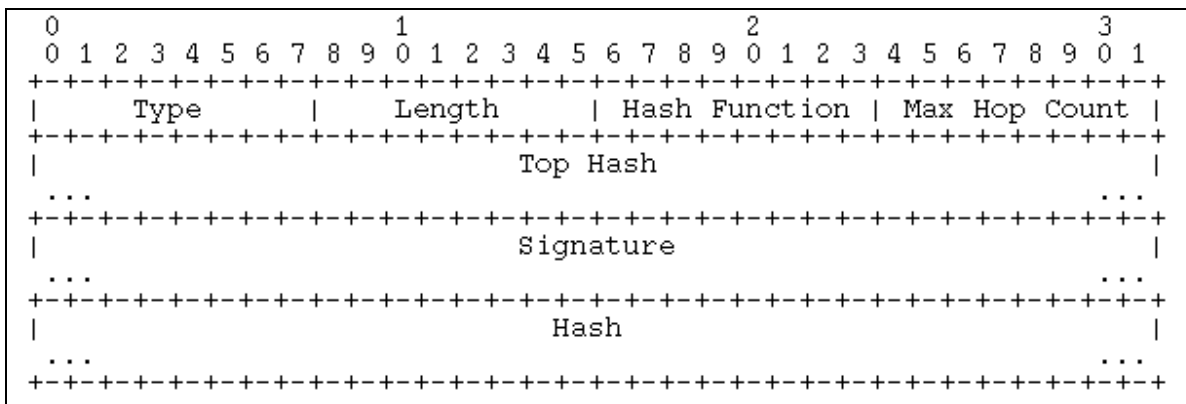 0                   1                   2                   3
 0 1 2 3 4 5 6 7 8 9 0 1 2 3 4 5 6 7 8 9 0 1 2 3 4 5 6 7 8 9 0 1
+-+-+-+-+-+-+-+-+-+-+-+-+-+-+-+-+-+-+-+-+-+-+-+-+-+-+-+-+-+-+-+-+
|     Type      |    Length     | Hash Function | Max Hop Count |
+-+-+-+-+-+-+-+-+-+-+-+-+-+-+-+-+-+-+-+-+-+-+-+-+-+-+-+-+-+-+-+-+
|                           Top Hash                            |
 ...                                                         ...
+-+-+-+-+-+-+-+-+-+-+-+-+-+-+-+-+-+-+-+-+-+-+-+-+-+-+-+-+-+-+-+-+
|                           Signature                           |
 ...                                                         ...
+-+-+-+-+-+-+-+-+-+-+-+-+-+-+-+-+-+-+-+-+-+-+-+-+-+-+-+-+-+-+-+-+
|                             Hash                              |
 ...                                                         ...
+-+-+-+-+-+-+-+-+-+-+-+-+-+-+-+-+-+-+-+-+-+-+-+-+-+-+-+-+-+-+-+-+